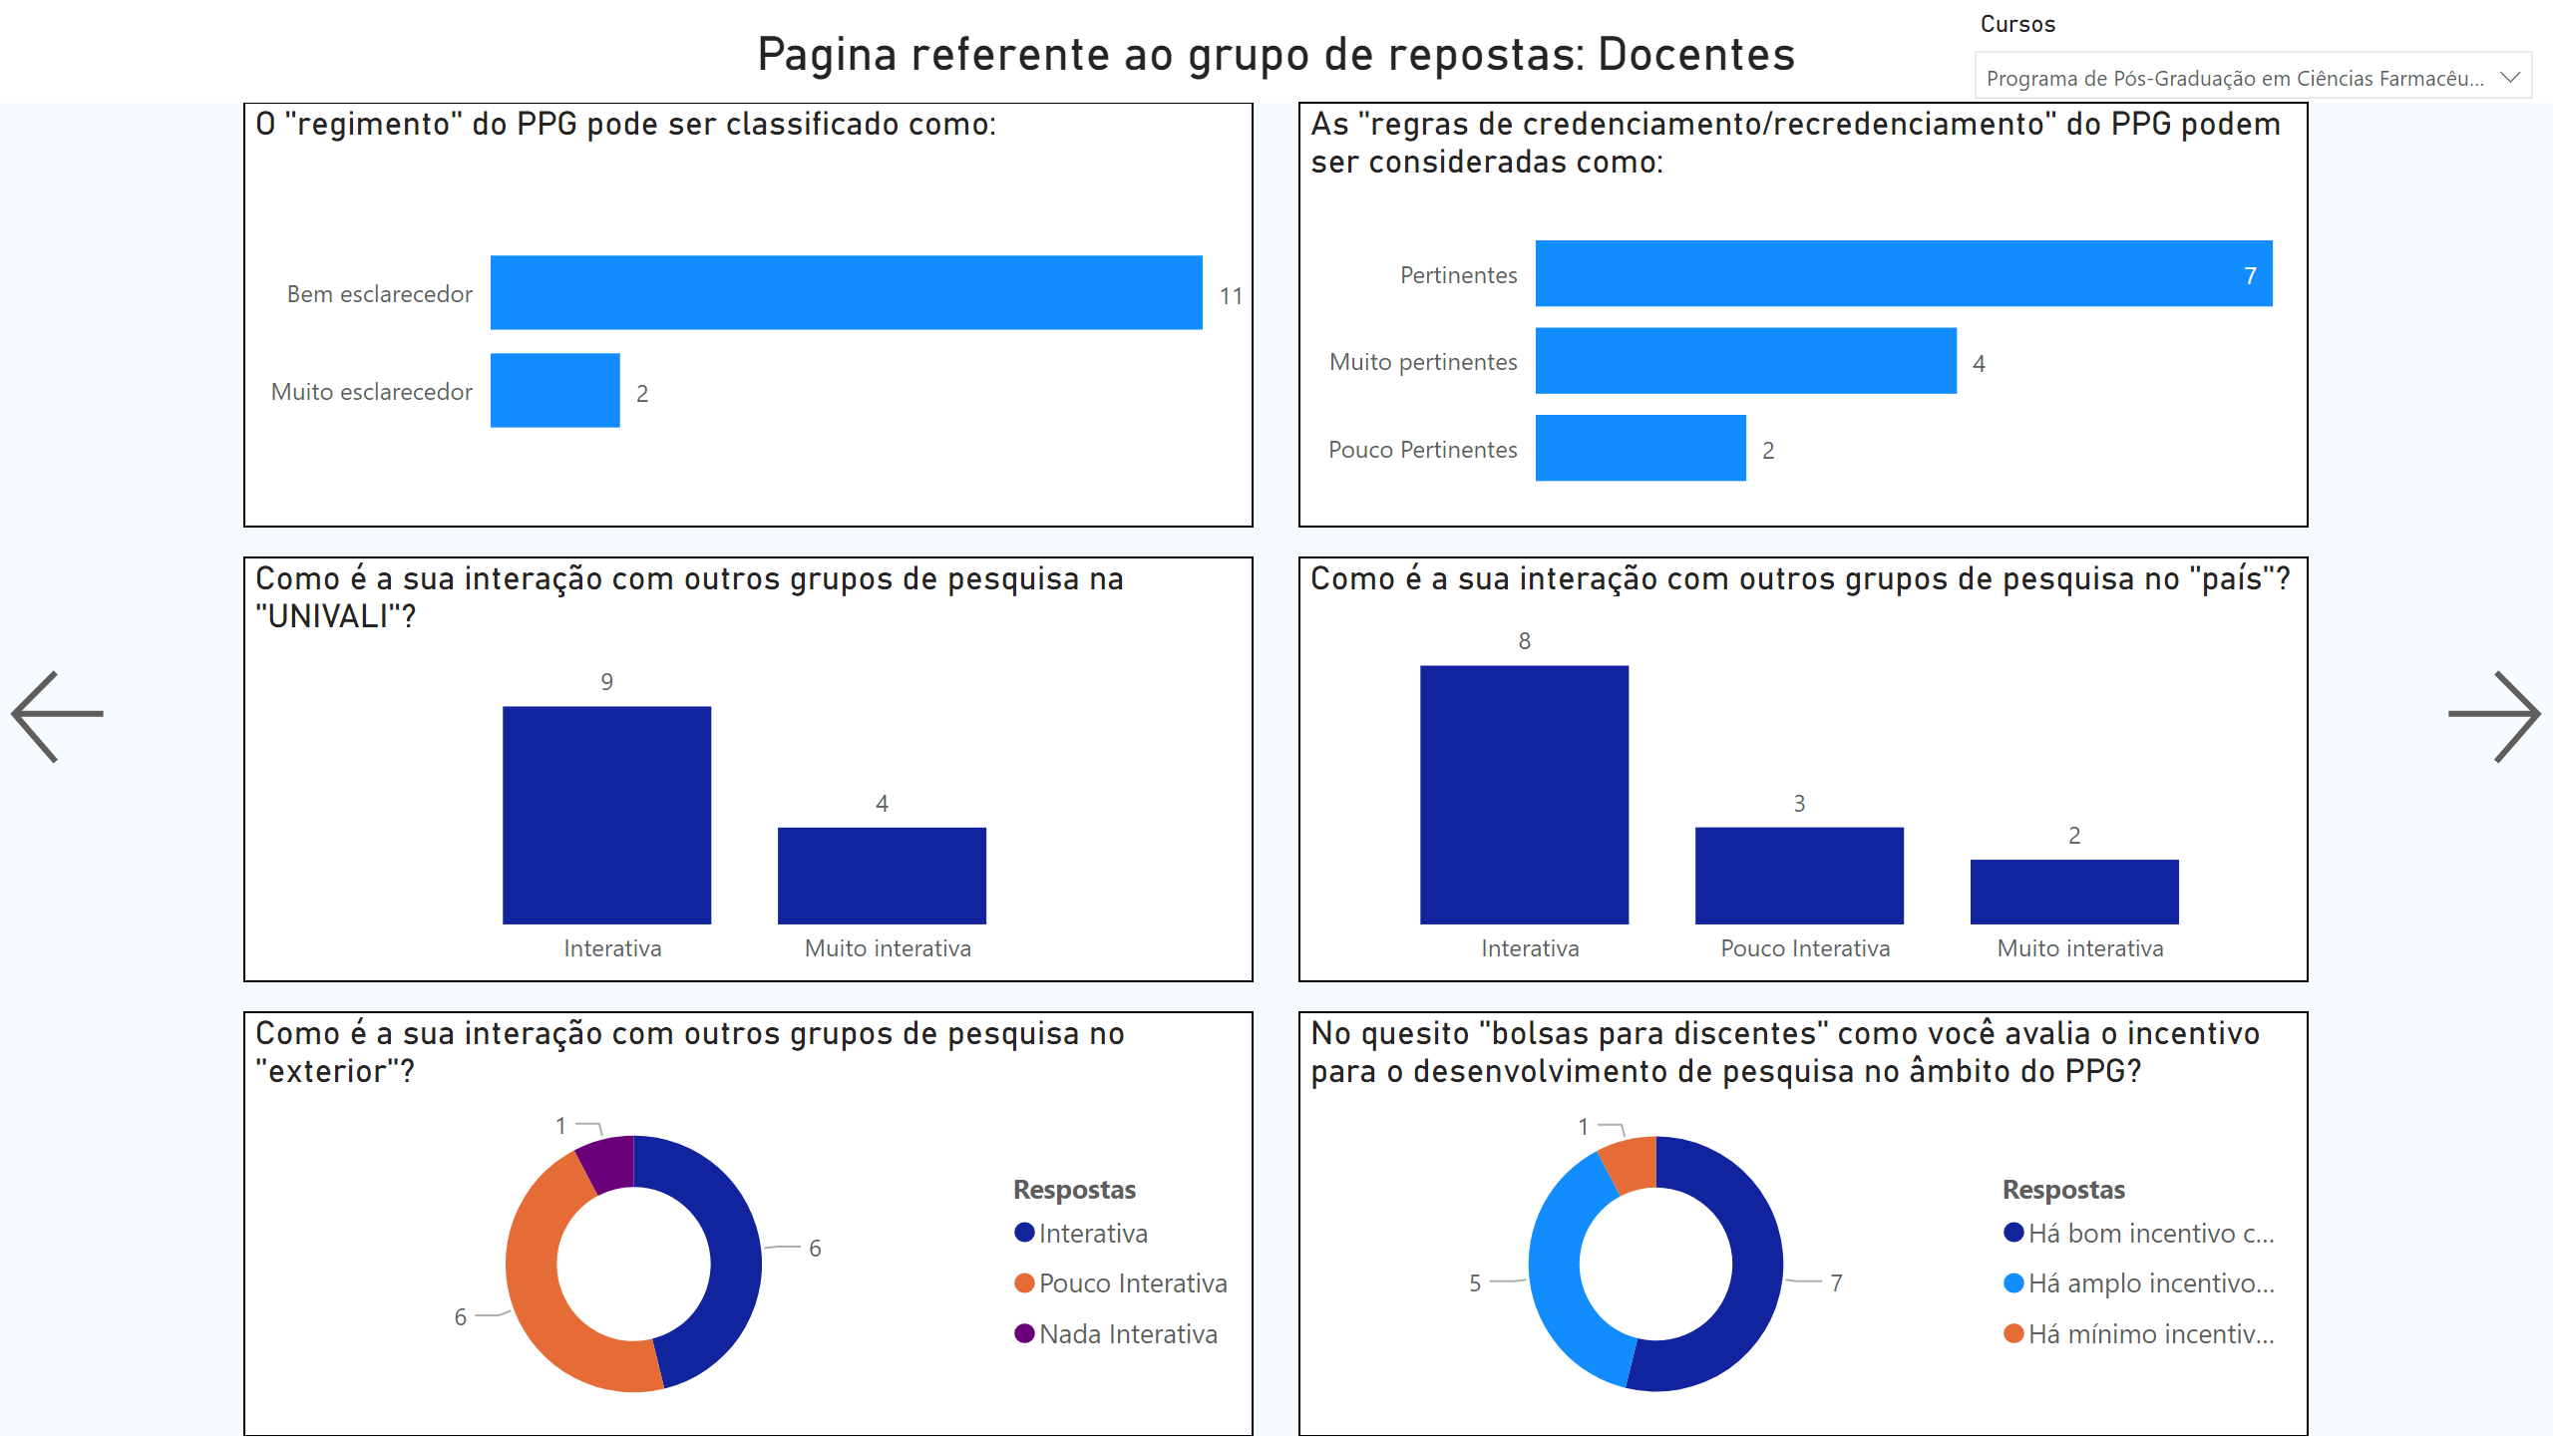 Pagina referente ao grupo de repostas: Docentes
Cursos
Programa de Pós-Graduação em Ciências Farmacêu...
O "regimento" do PPG pode ser classificado como:
Bem esclarecedor
11
Muito esclarecedor
2
As "regras de credenciamento/recredenciamento" do PPG podem
ser consideradas como:
Pertinentes
7
Muito pertinentes
4
Pouco Pertinentes
2
Como é a sua interação com outros grupos de pesquisa na
"UNIVALI"?
9
4
Interativa
Muito interativa
Como é a sua interação com outros grupos de pesquisa no "país"?
8
3
2
Interativa
Pouco Interativa
Muito interativa
Como é a sua interação com outros grupos de pesquisa no
"exterior"?
1
6
6
Respostas
Interativa
Pouco Interativa
Nada Interativa
No quesito "bolsas para discentes" como você avalia o incentivo
para o desenvolvimento de pesquisa no âmbito do PPG?
1
5
7
Respostas
Há bom incentivo c...
Há amplo incentivo...
Há mínimo incentiv...